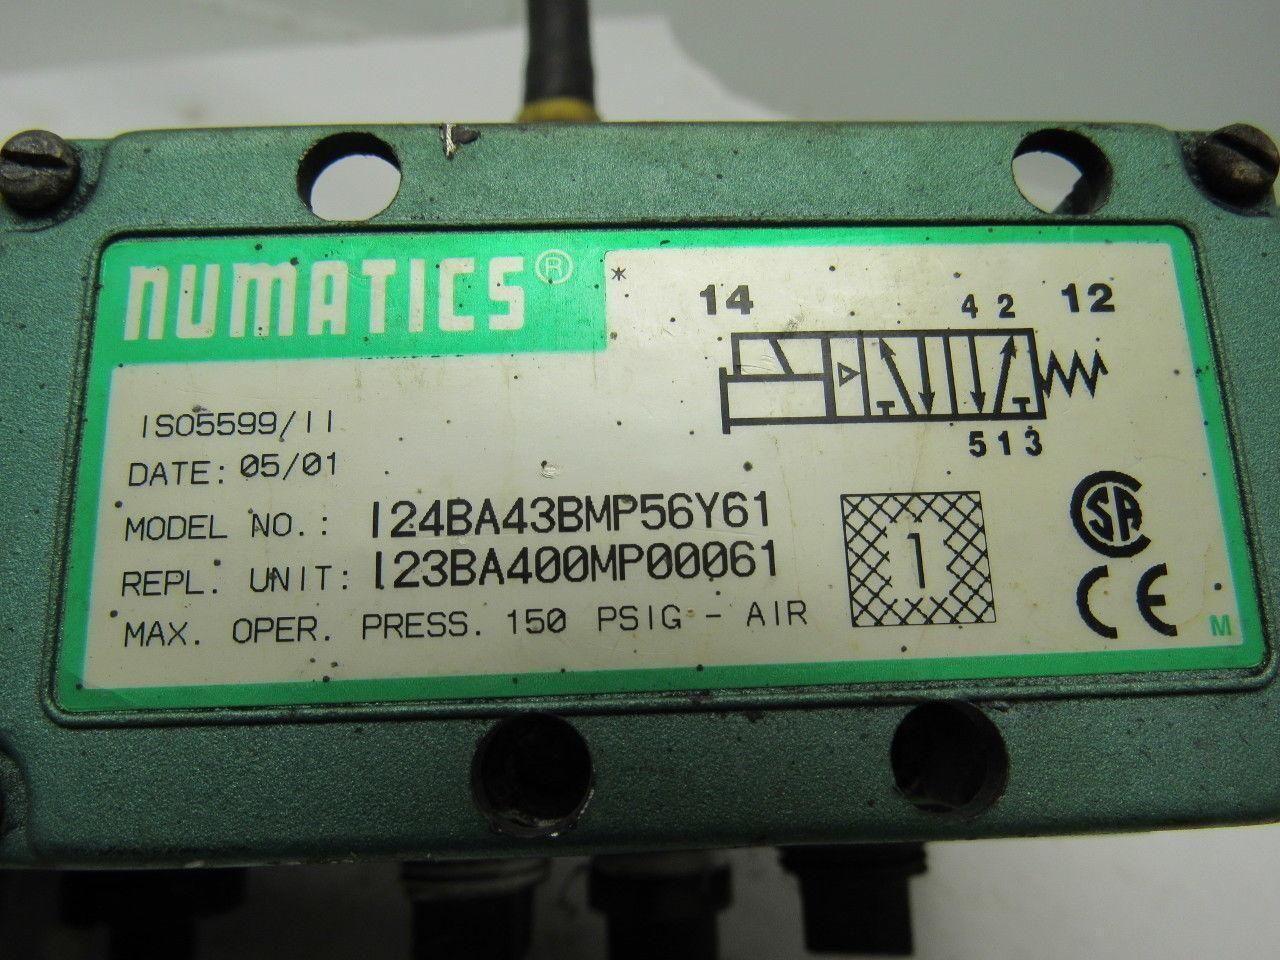 NUMATICS®
*
14 4 2 12
5 1 3
ISO5599/II
DATE: 05/01
MODEL NO.: I24BA43BMP56Y61
REPL. UNIT: I23BA400MP00061
MAX. OPER. PRESS. 150 PSIG - AIR
1
CSA
CE
M